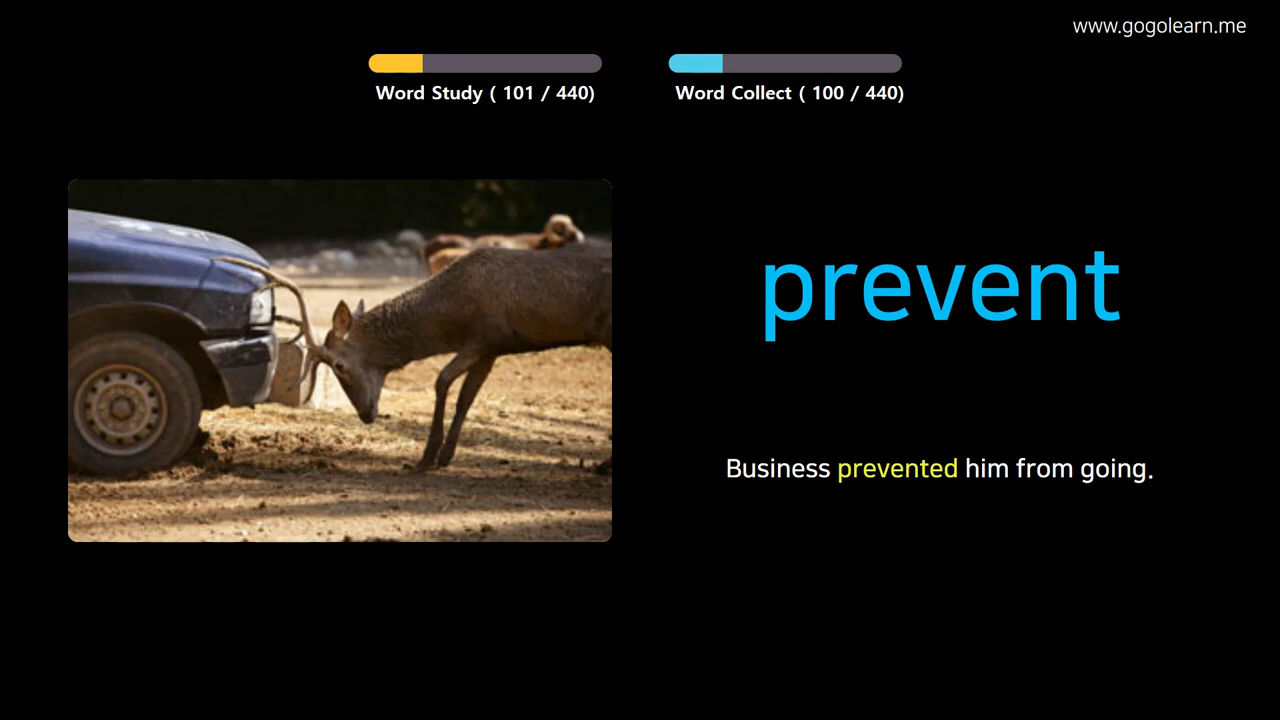 www.gogolearn.me
Word Study ( 101 / 440)
Word Collect ( 100 / 440)
prevent
Business prevented him from going.